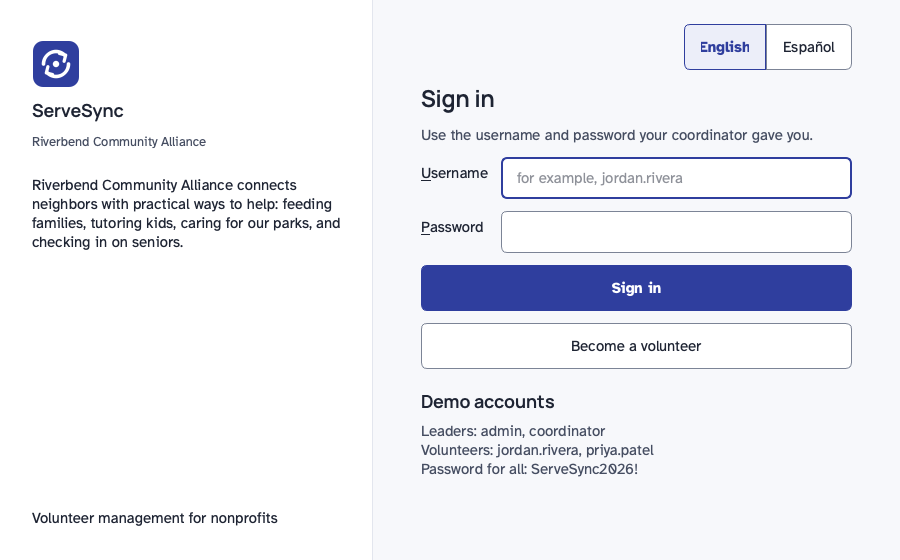 ServeSync
Riverbend Community Alliance
Riverbend Community Alliance connects
neighbors with practical ways to help: feeding
families, tutoring kids, caring for our parks, and
checking in on seniors.
Volunteer management for nonprofits
English
Español
Sign in
Use the username and password your coordinator gave you.
Username
for example, jordan.rivera
Password
Sign in
Become a volunteer
Demo accounts
Leaders: admin, coordinator
Volunteers: jordan.rivera, priya.patel
Password for all: ServeSync2026!